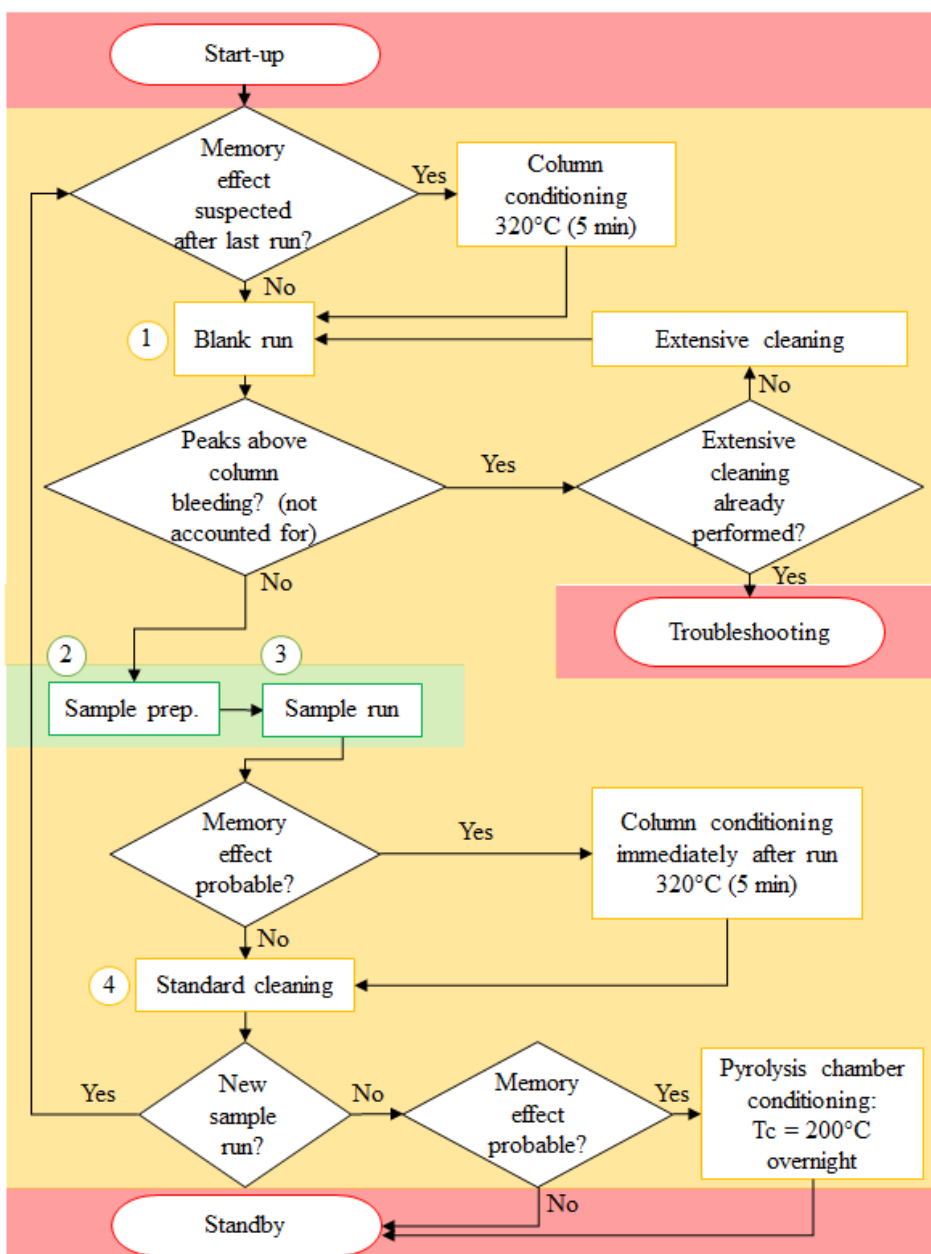 Start-up
Memory
effect
suspected
after last run?
Yes
Column
conditioning
320°C (5 min)
No
1
Blank run
Extensive cleaning
No
Peaks above
column
bleeding? (not
accounted for)
Yes
Extensive
cleaning
already
performed?
No
Yes
Troubleshooting
2
3
Sample prep.
Sample run
Memory
effect
probable?
Yes
Column conditioning
immediately after run
320°C (5 min)
No
4
Standard cleaning
Yes
New
sample
run?
No
Memory
effect
probable?
Yes
Pyrolysis chamber
conditioning:
Tc = 200°C
overnight
No
Standby